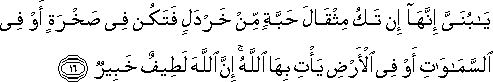 يَـٰبُنَىَّ إِنَّهَآ إِن تَكُ مِثْقَالَ حَبَّةٍ مِّنْ خَرْدَلٍ فَتَكُن فِى صَخْرَةٍ أَوْ فِى
ٱلسَّمَـٰوَٰتِ أَوْ فِى ٱلْأَرْضِ يَأْتِ بِهَا ٱللَّهُ ۚ إِنَّ ٱللَّهَ لَطِيفٌ خَبِيرٌ ﴿١٦﴾